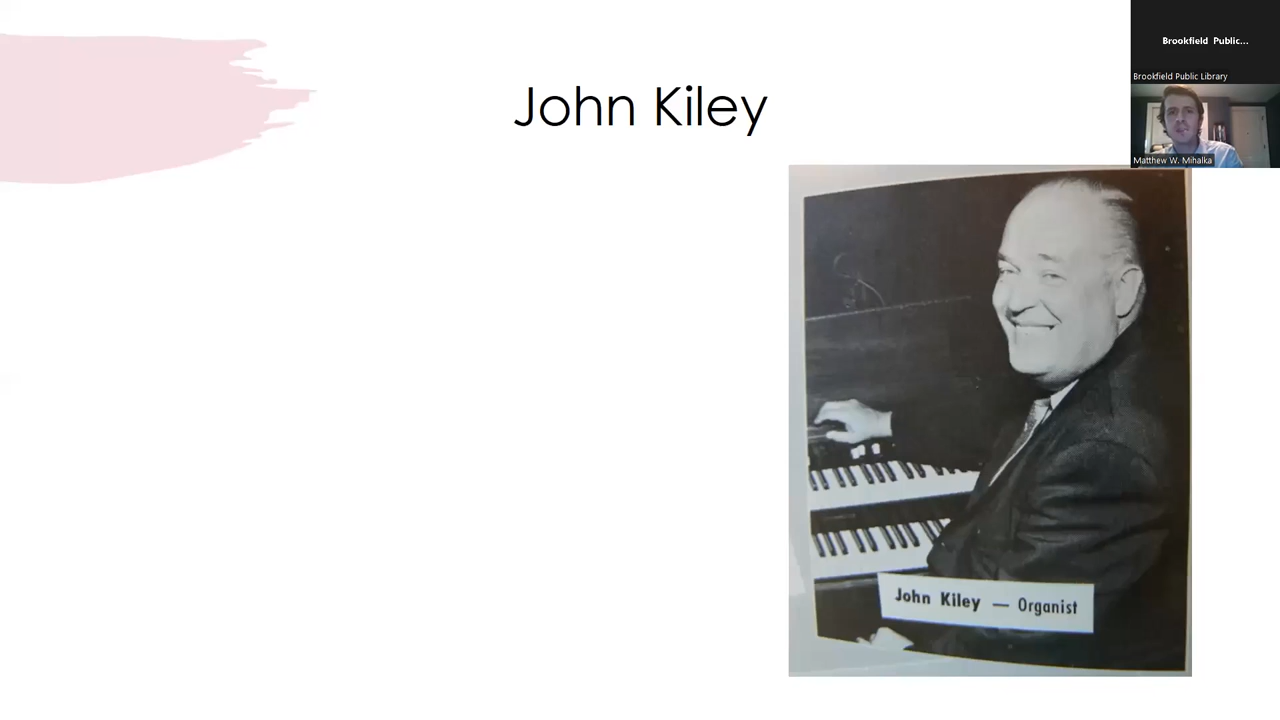 John Kiley
Brookfield Public...
Brookfield Public Library
Matthew W. Mihalka
John Kiley — Organist